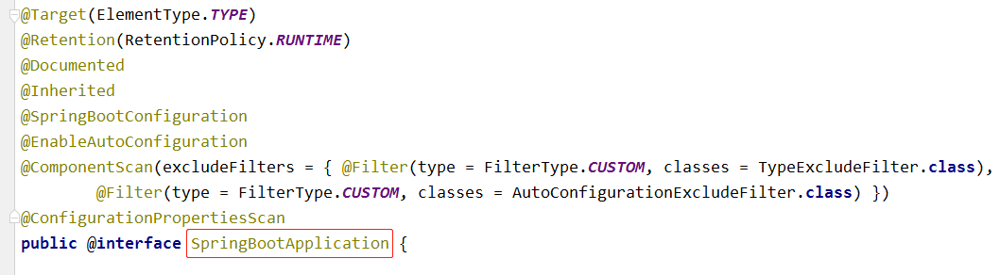 @Target(ElementType.TYPE)
@Retention(RetentionPolicy.RUNTIME)
@Documented
@Inherited
@SpringBootConfiguration
@EnableAutoConfiguration
@ComponentScan(excludeFilters = { @Filter(type = FilterType.CUSTOM, classes = TypeExcludeFilter.class),
@Filter(type = FilterType.CUSTOM, classes = AutoConfigurationExcludeFilter.class) })
@ConfigurationPropertiesScan
public @interface SpringBootApplication {